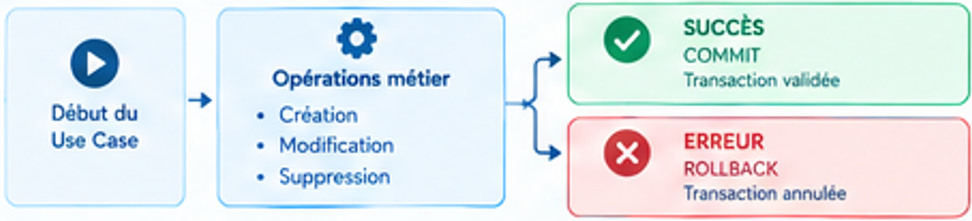 Début du
Use Case
Opérations métier
• Création
• Modification
• Suppression
SUCCÈS
COMMIT
Transaction validée
ERREUR
ROLLBACK
Transaction annulée